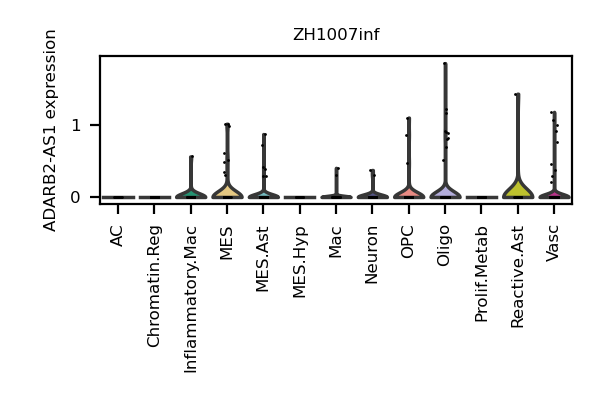 ZH1007inf
ADARB2-AS1 expression
1
0
AC
Chromatin.Reg
Inflammatory.Mac
MES
MES.Ast
MES.Hyp
Mac
Neuron
OPC
Oligo
Prolif.Metab
Reactive.Ast
Vasc